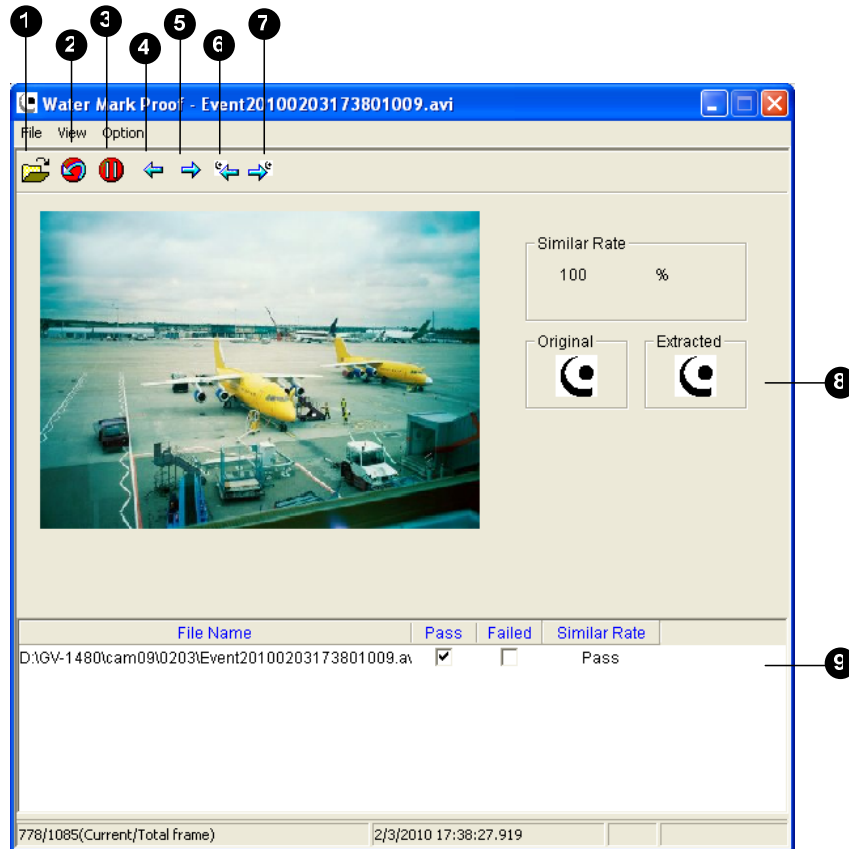 1
2
3
4
5
6
7
Water Mark Proof - Event20100203173801009.avi
File View Option
Similar Rate
100 %
Original Extracted
8
File Name Pass Failed Similar Rate
D:\GV-1480\cam09\0203\Event20100203173801009.a Pass
9
778/1085(Current/Total frame) 2/3/2010 17:38:27.919